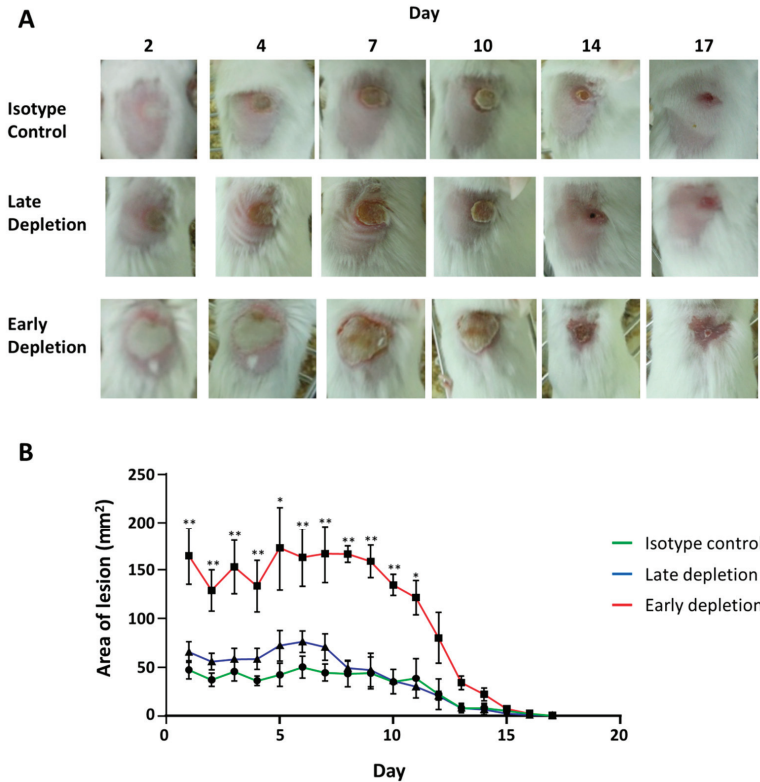 A
Day
2 4 7 10 14 17
Isotype
Control
Late
Depletion
Early
Depletion
B
Area of lesion (mm²)
250
200
150
100
50
0
** ** ** ** * ** ** ** ** ** *
0 5 10 15 20
Day
Isotype control
Late depletion
Early depletion